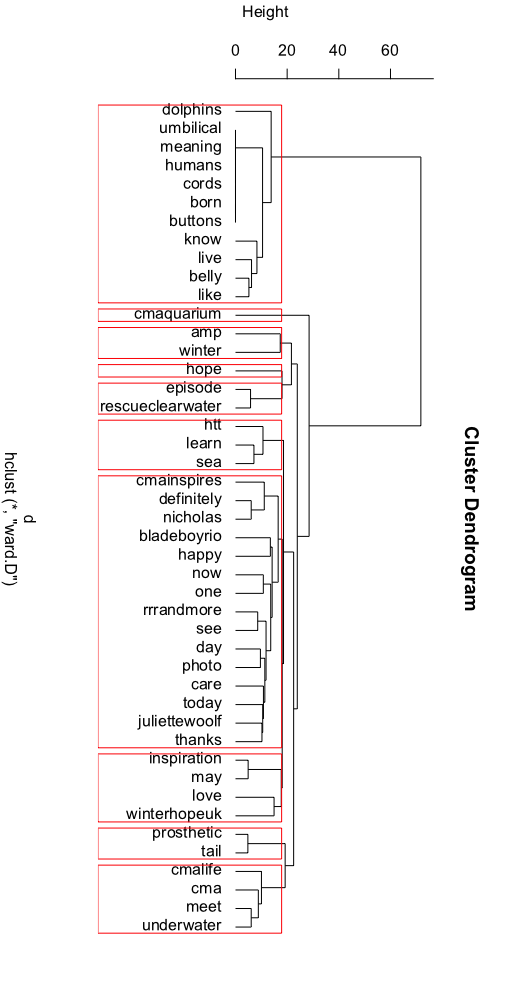 Height
0 20 40 60
dolphins
umbilical
meaning
humans
cords
born
buttons
know
live
belly
like
cmaquarium
amp
winter
hope
episode
rescueclearwater
htt
learn
sea
cmainspires
definitely
nicholas
bladeboyrio
happy
now
one
rrrandmore
see
day
photo
care
today
juliettewoolf
thanks
inspiration
may
love
winterhopeuk
prosthetic
tail
cmalife
cma
meet
underwater
Cluster Dendrogram
d
hclust (*, "ward.D")